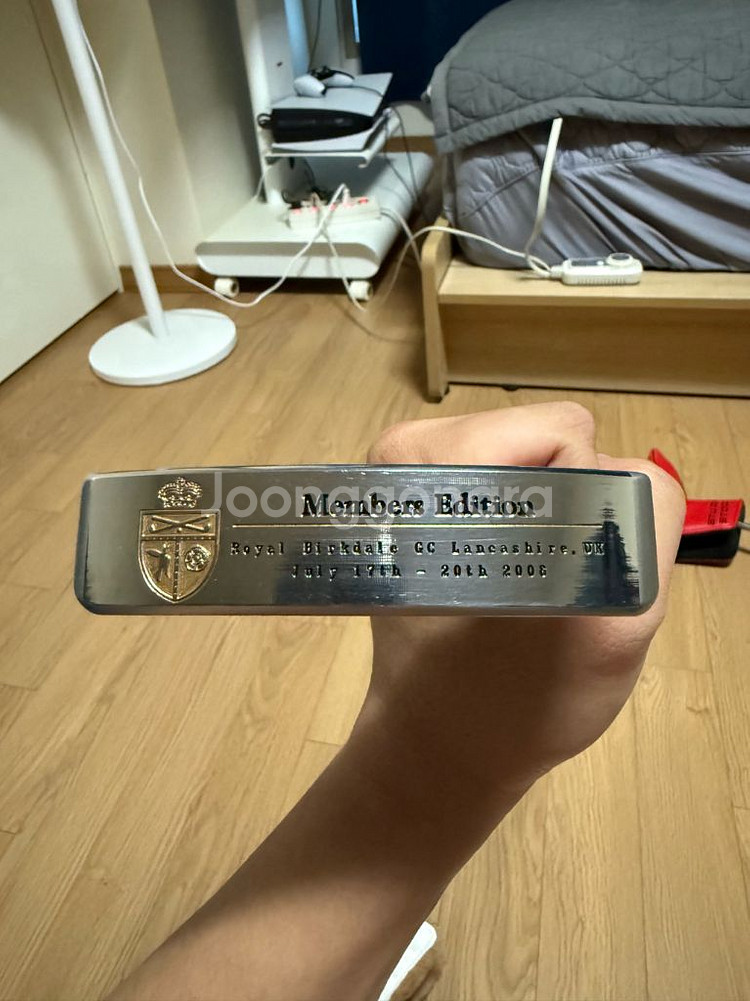 Members Edition
Joonggonara
Royal Birkdale GC Lancashire, UK
July 17th - 20th 2008